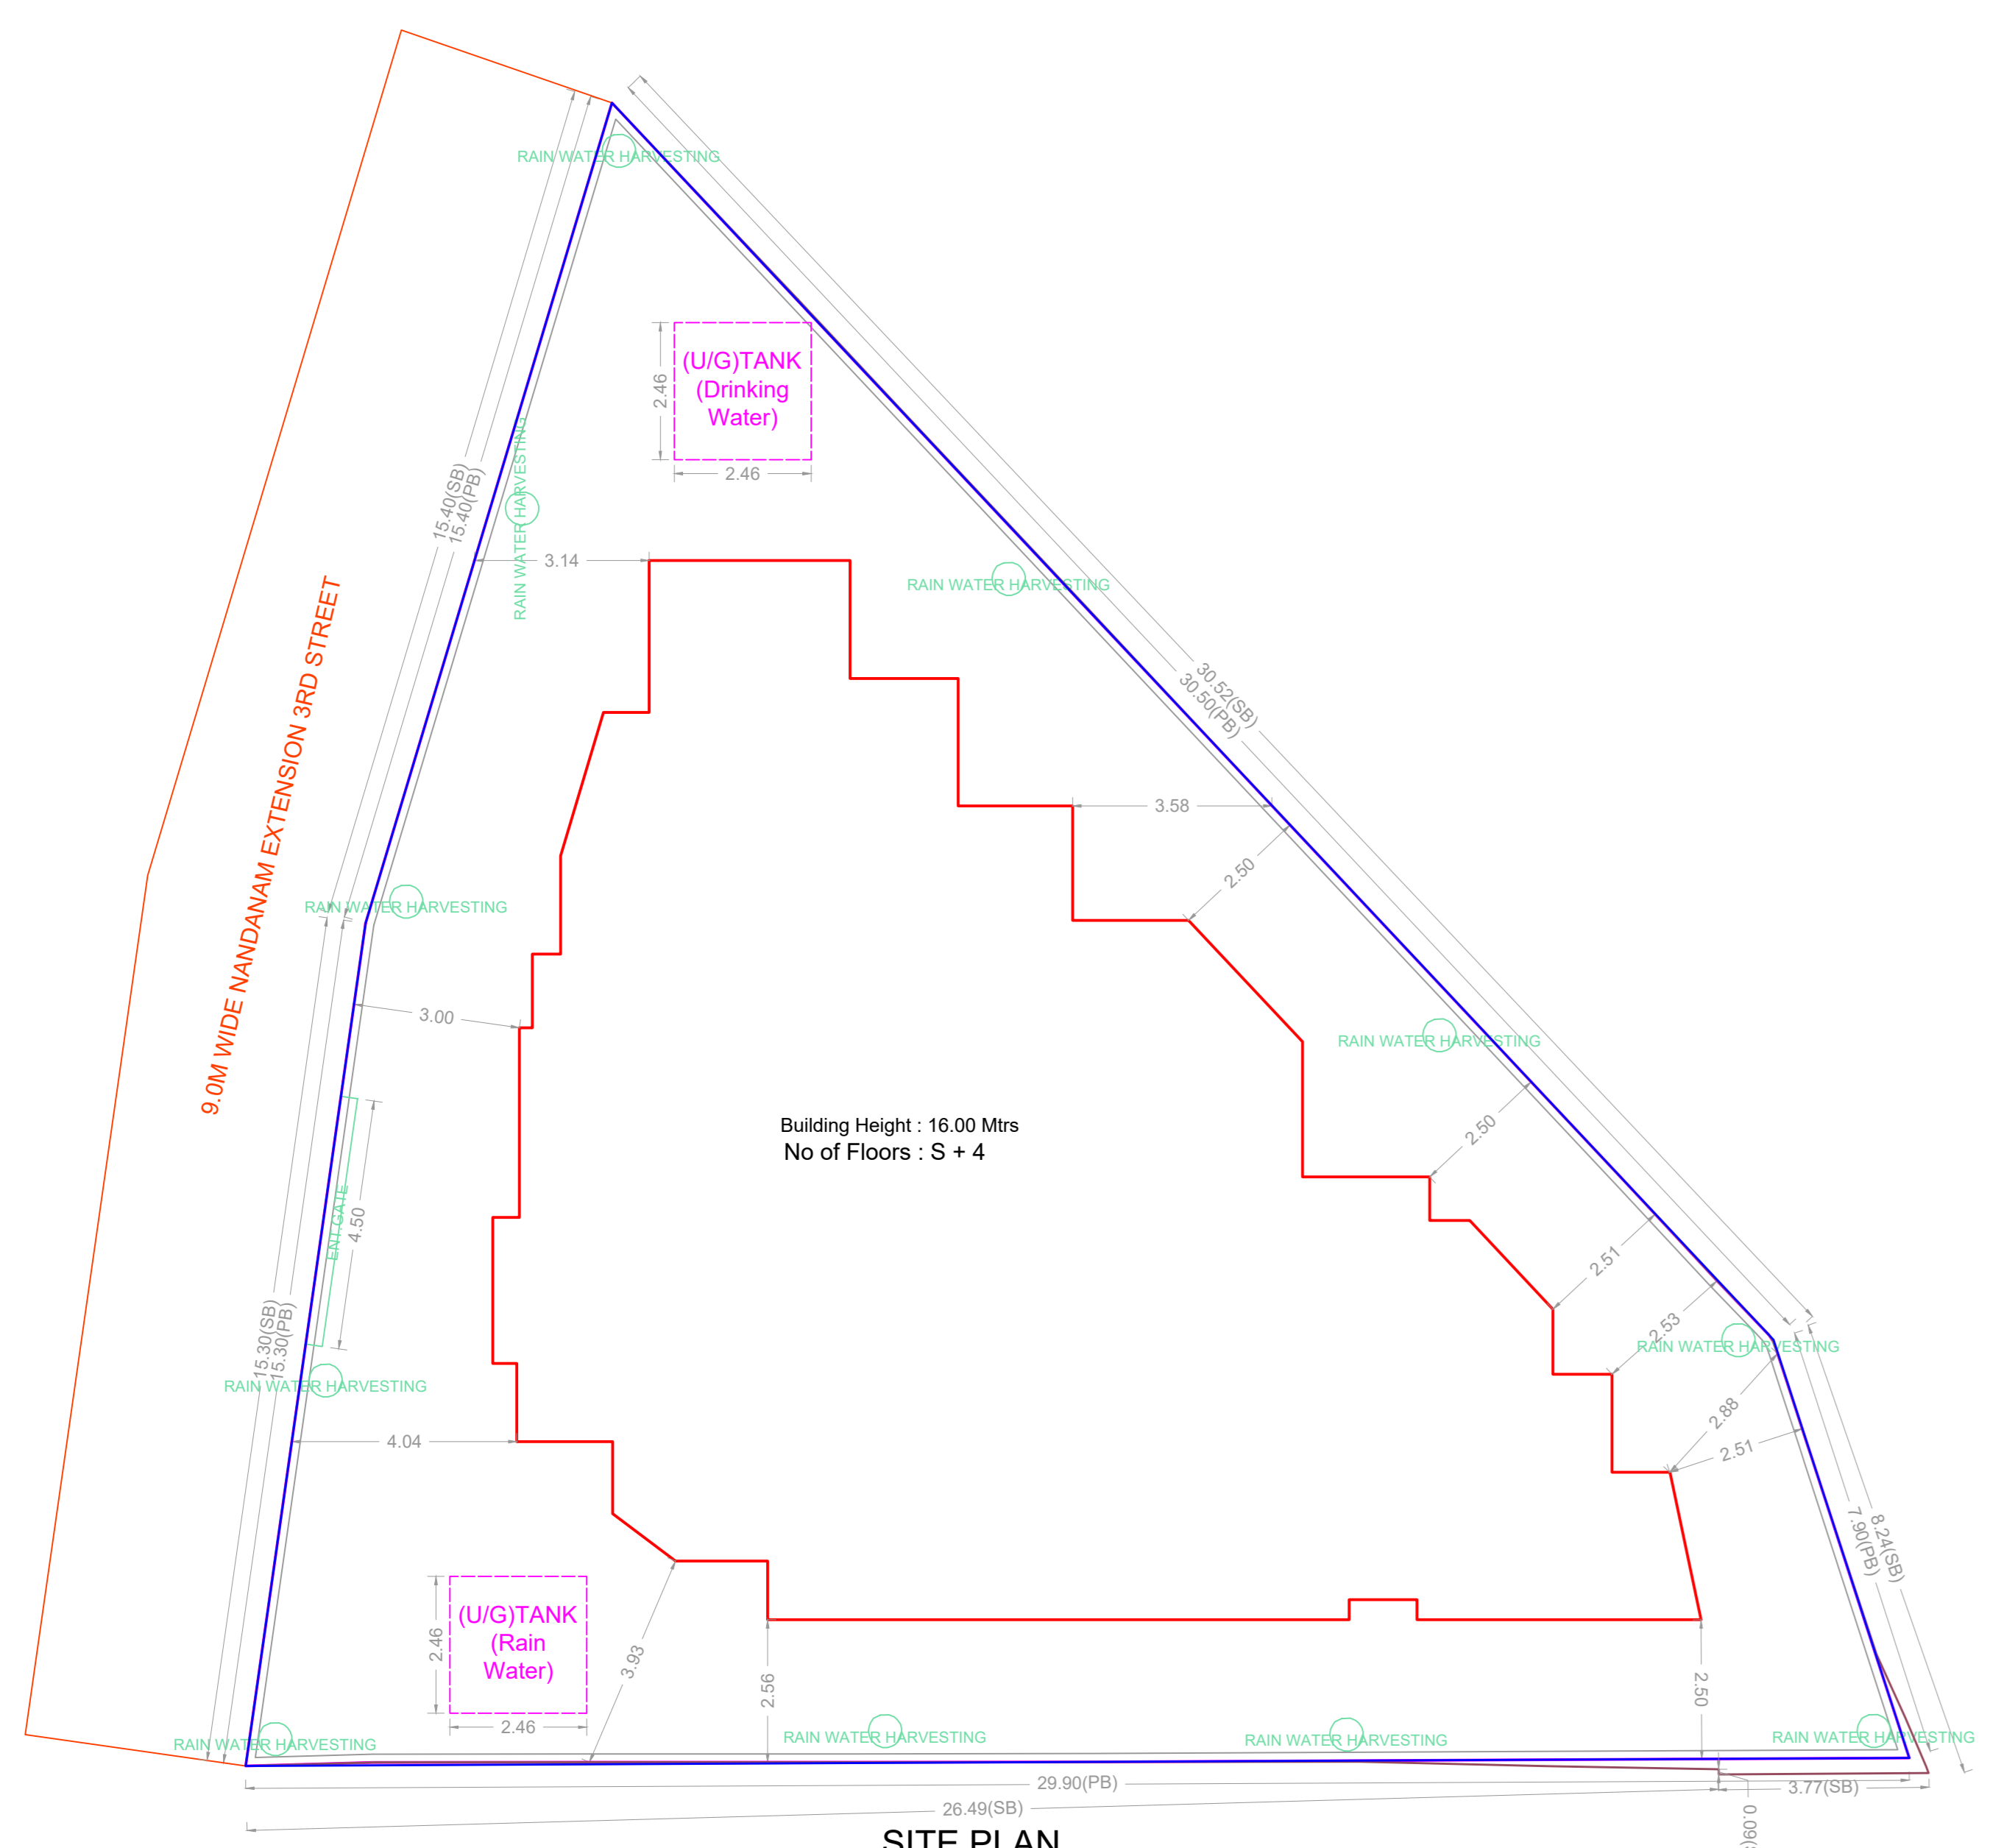 RAIN WATER HARVESTING
(U/G)TANK
(Drinking
Water)
2.46
2.46
15.40(SB)
15.40(PB)
RAIN WATER HARVESTING
3.14
RAIN WATER HARVESTING
30.52(SB)
30.50(PB)
9.0M WIDE NANDANAM EXTENSION 3RD STREET
3.58
2.50
RAIN WATER HARVESTING
3.00
RAIN WATER HARVESTING
Building Height : 16.00 Mtrs
No of Floors : S + 4
2.50
ENT.GATE
4.50
2.51
2.53
15.30(SB)
15.30(PB)
RAIN WATER HARVESTING
RAIN WATER HARVESTING
2.88
4.04
2.51
8.24(SB)
7.90(PB)
(U/G)TANK
(Rain
Water)
2.46
2.46
3.93
2.56
2.50
RAIN WATER HARVESTING
RAIN WATER HARVESTING
RAIN WATER HARVESTING
RAIN WATER HARVESTING
29.90(PB)
3.77(SB)
26.49(SB)
SITE PLAN